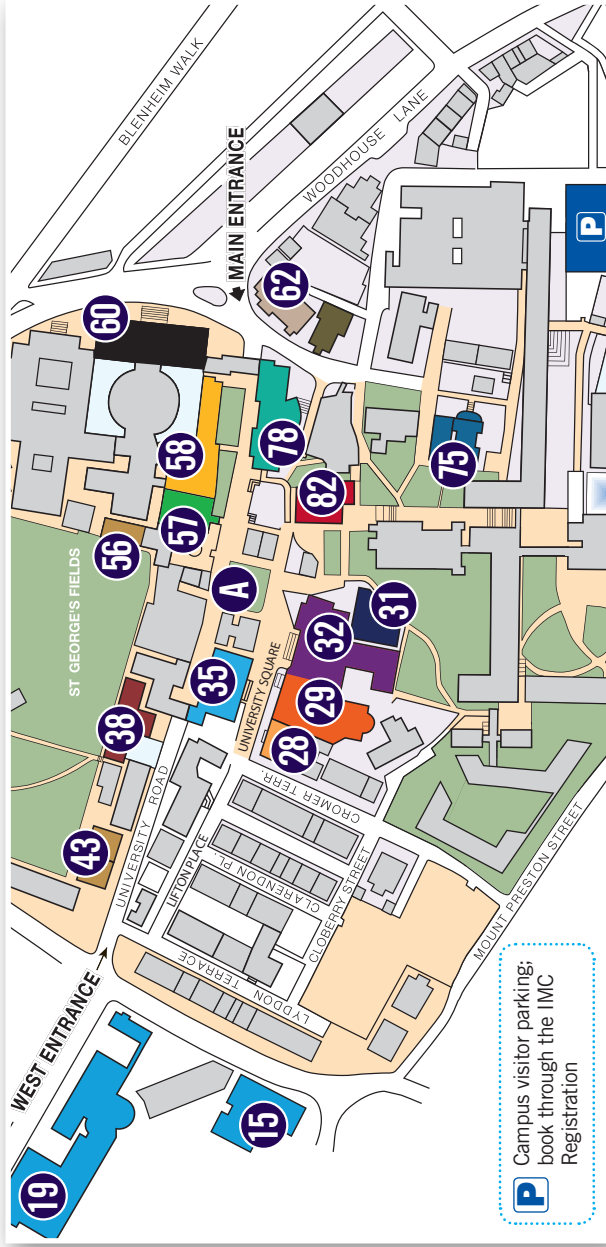 BLENHEIM WALK
WOODHOUSE LANE
MAIN ENTRANCE
60
62
58
78
57
56
82
75
ST GEORGE'S FIELDS
A
31
32
35
UNIVERSITY SQUARE
29
28
38
43
UNIVERSITY ROAD
LIFTON PLACE
CROMER TERR.
CLARENDON PL.
CLOBERRY STREET
LYDDON TERRACE
MOUNT PRESTON STREET
WEST ENTRANCE
19
15
P
P
Campus visitor parking;
book through the IMC
Registration